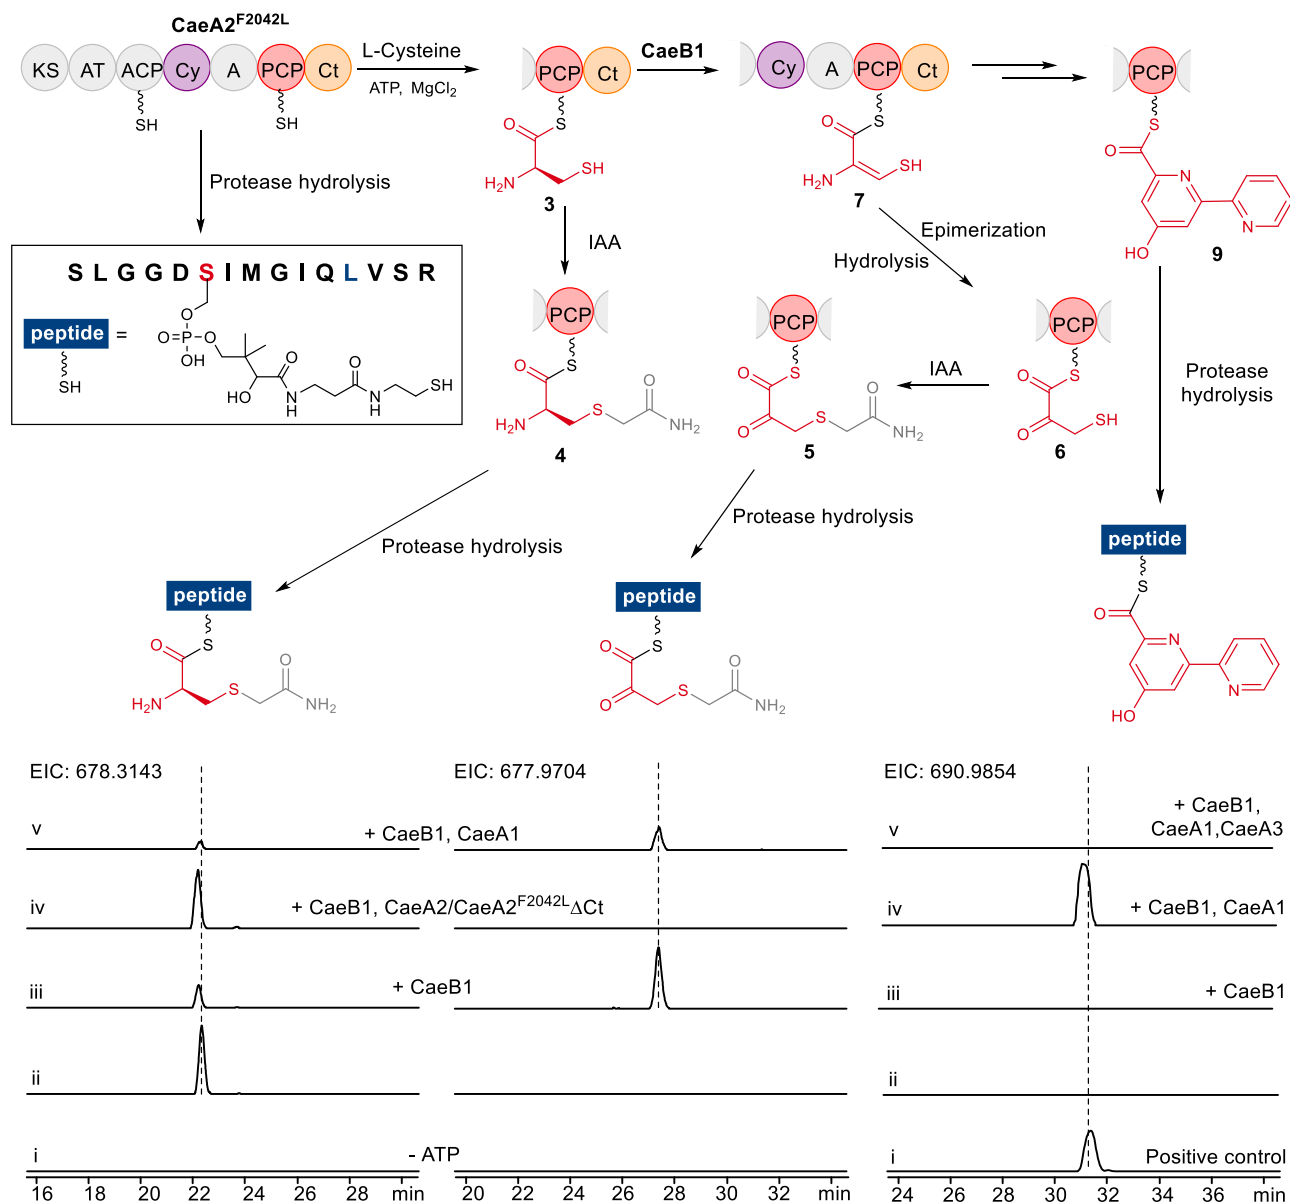 CaeA2F2042L
KS AT ACP Cy A PCP Ct
SH SH
L-Cysteine
ATP, MgCl2
PCP Ct
S
O
SH
H2N
3
CaeB1
Cy A PCP Ct
S
O
SH
H2N
7
PCP
S
O
N
N
HO
9
Protease hydrolysis
S L G G D S I M G I Q L V S R
peptide =
SH
O
O P O
OH
HO
O
N
H
O
N
H
SH
IAA
PCP
S
O
H2N
S
O
NH2
4
Epimerization
Hydrolysis
PCP
S
O
O
S
O
NH2
5
IAA
PCP
S
O
O
SH
6
Protease
hydrolysis
Protease hydrolysis
Protease hydrolysis
peptide
S
O
H2N
S
O
NH2
peptide
S
O
O
S
O
NH2
peptide
S
O
N
N
HO
EIC: 678.3143
EIC: 677.9704
EIC: 690.9854
v
+ CaeB1, CaeA1
iv
+ CaeB1, CaeA2/CaeA2F2042LΔCt
iii
+ CaeB1
ii
i
- ATP
16 18 20 22 24 26 28 min
20 22 24 26 28 30 32 min
v
+ CaeB1,
CaeA1,CaeA3
iv
+ CaeB1, CaeA1
iii
+ CaeB1
ii
i
Positive control
24 26 28 30 32 34 36 min